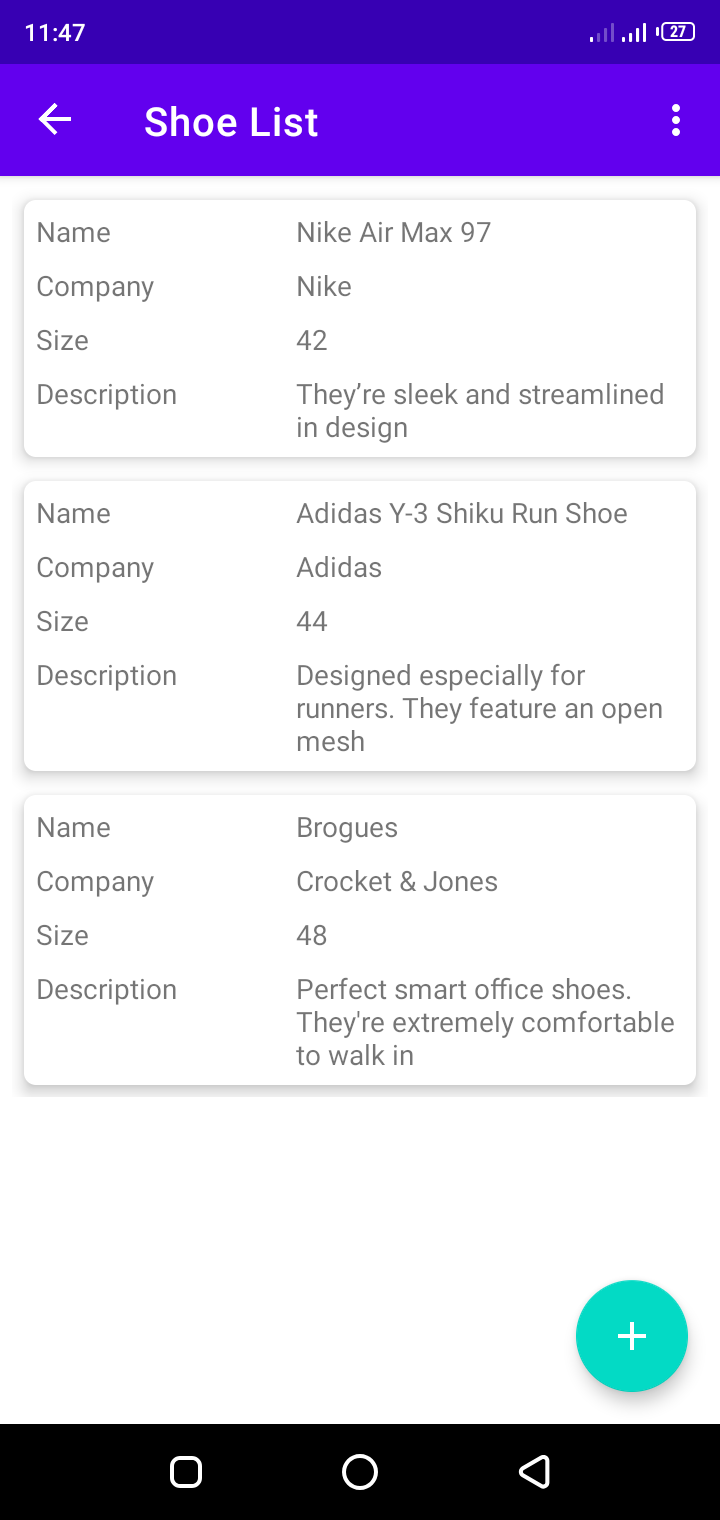 11:47
27
Shoe List
Name Nike Air Max 97
Company Nike
Size 42
Description They’re sleek and streamlined
in design
Name Adidas Y-3 Shiku Run Shoe
Company Adidas
Size 44
Description Designed especially for
runners. They feature an open
mesh
Name Brogues
Company Crocket & Jones
Size 48
Description Perfect smart office shoes.
They're extremely comfortable
to walk in